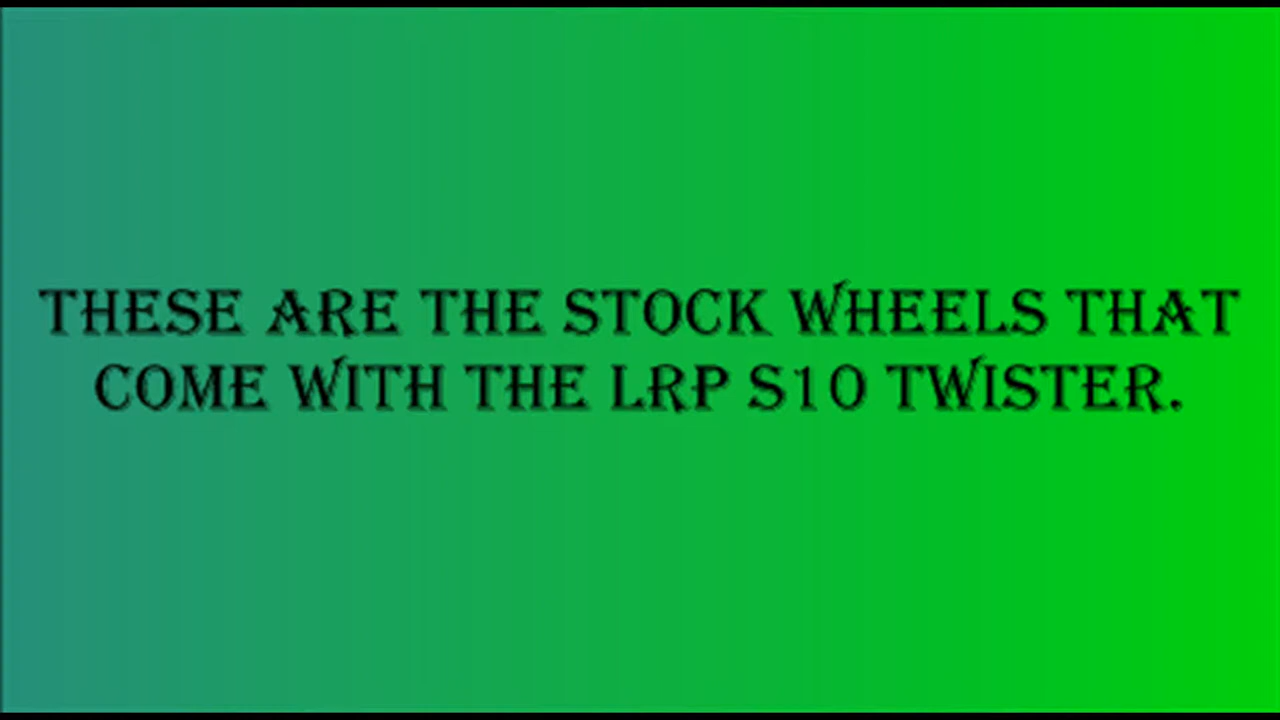 THESE ARE THE STOCK WHEELS THAT
COME WITH THE LRP S10 TWISTER.